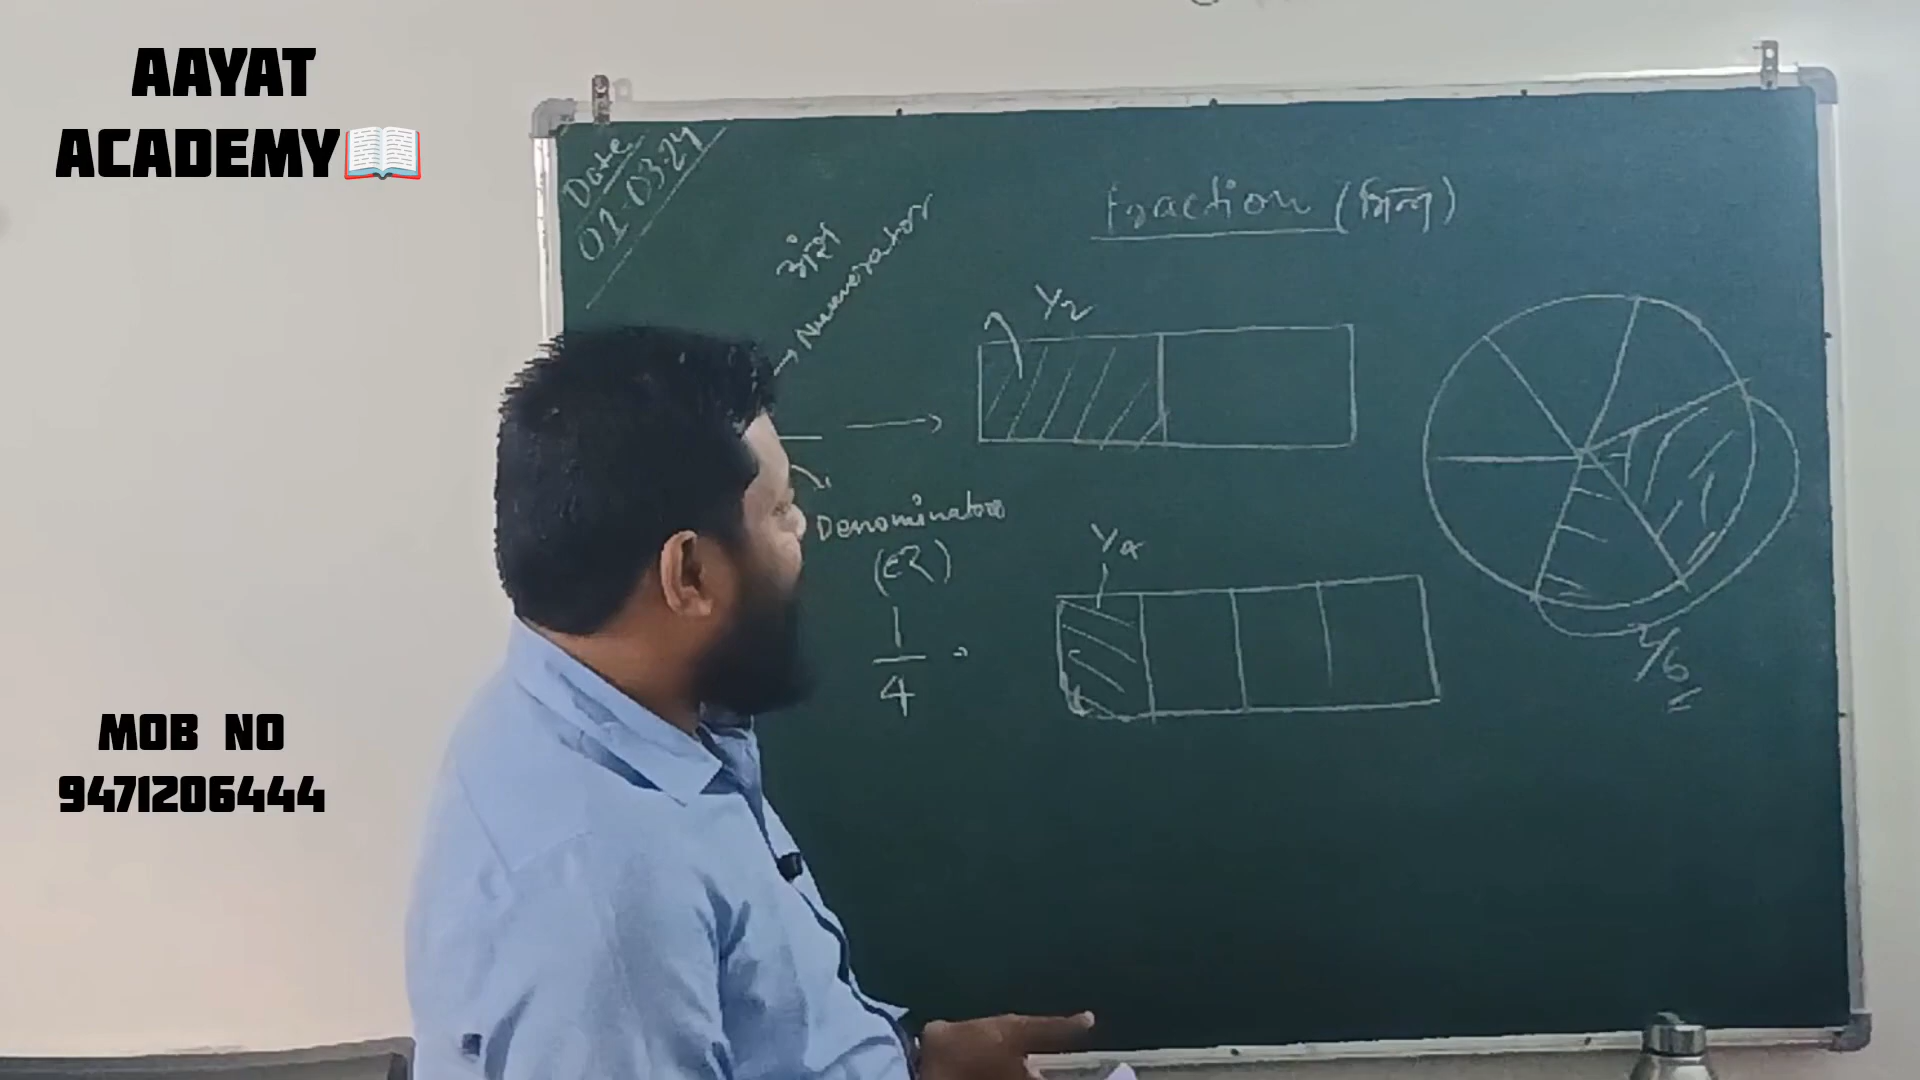 AAYAT
ACADEMY
MOB NO
9471206444
Date
01.03.24
Fraction (भिन्न)
अंश
→ Numerator
Denominator
(हर)
1/2
1/4
1
4
2/6